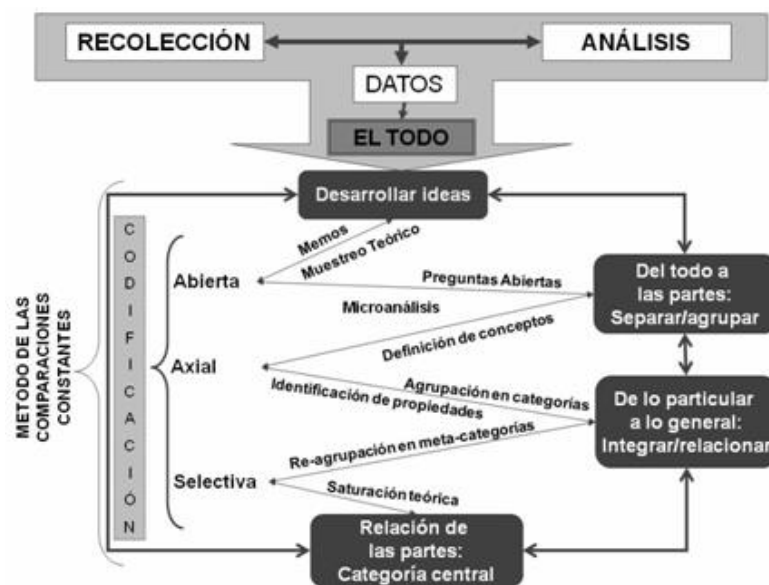 RECOLECCIÓN
ANÁLISIS
DATOS
EL TODO
Desarrollar ideas
METODO DE LAS
COMPARACIONES
CONSTANTES
CODIFICACIÓN
Memos
Muestreo Teórico
Abierta
Preguntas Abiertas
Del todo a
las partes:
Separar/agrupar
Microanálisis
Definición de conceptos
Axial
Agrupación en categorías
Identificación de propiedades
De lo particular
a lo general:
Integrar/relacionar
Re-agrupación en meta-categorías
Selectiva
Saturación teórica
Relación de
las partes:
Categoría central